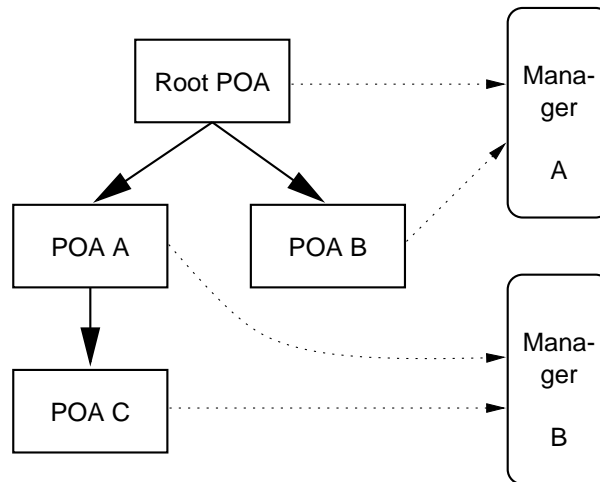 Root POA
Mana-
ger
A
POA A
POA B
Mana-
ger
B
POA C